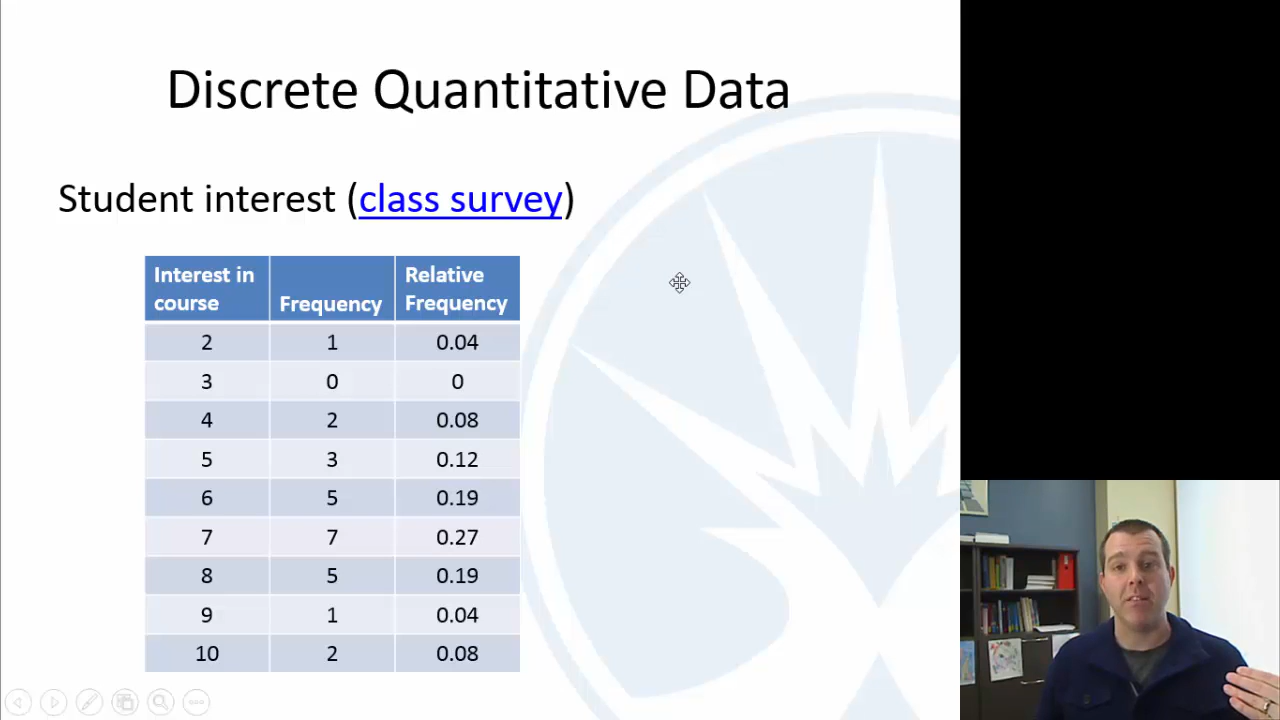 Discrete Quantitative Data
Student interest (class survey)
Interest in course Frequency Relative Frequency
2 1 0.04
3 0 0
4 2 0.08
5 3 0.12
6 5 0.19
7 7 0.27
8 5 0.19
9 1 0.04
10 2 0.08